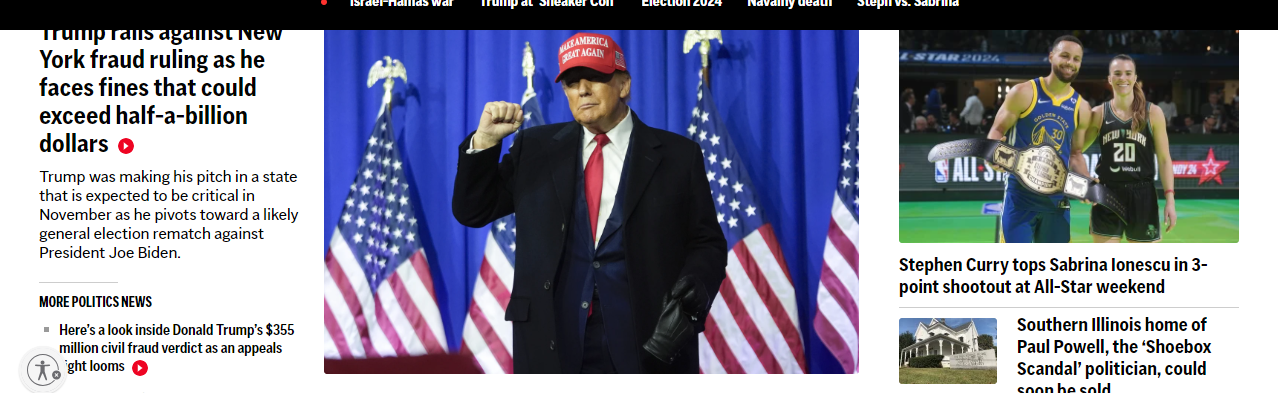 Israel-Hamas war Trump at 'Sneaker Con' Election 2024 Navalny death Steph vs. Sabrina
Trump rails against New
York fraud ruling as he
faces fines that could
exceed half-a-billion
dollars
Trump was making his pitch in a state
that is expected to be critical in
November as he pivots toward a likely
general election rematch against
President Joe Biden.
MORE POLITICS NEWS
Here's a look inside Donald Trump's $355
million civil fraud verdict as an appeals
ight looms
MAKE AMERICA
GREAT AGAIN
STAR 2024
GOLDEN STATE
30
NEW YORK
20
Webull
NBA ALL-ST
INDY 24
Stephen Curry tops Sabrina Ionescu in 3-
point shootout at All-Star weekend
Southern Illinois home of
Paul Powell, the 'Shoebox
Scandal' politician, could
soon be sold